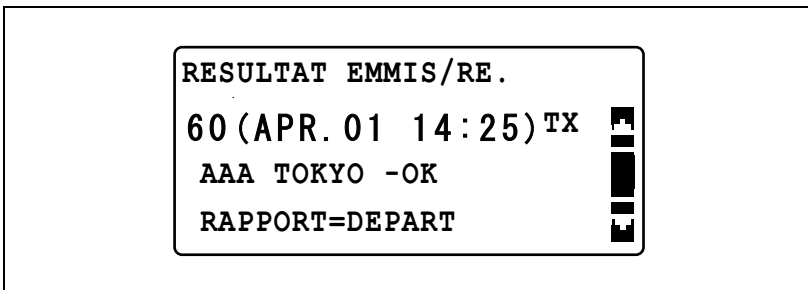 RESULTAT EMMIS/RE.
60(APR.01 14:25)TX
AAA TOKYO -OK
RAPPORT=DEPART